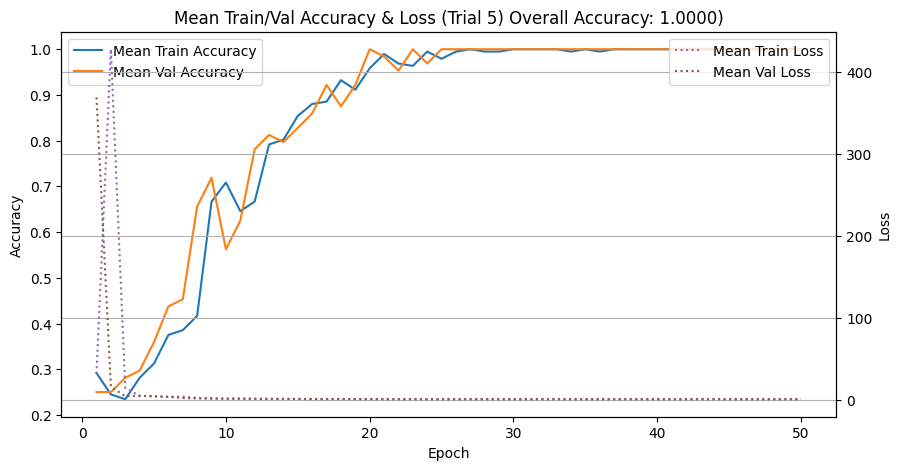 Mean Train/Val Accuracy & Loss (Trial 5) Overall Accuracy: 1.0000)
Mean Train Accuracy
Mean Val Accuracy
Mean Train Loss
Mean Val Loss
Accuracy
1.0
0.9
0.8
0.7
0.6
0.5
0.4
0.3
0.2
400
300
200
100
0
Loss
0
10
20
30
40
50
Epoch